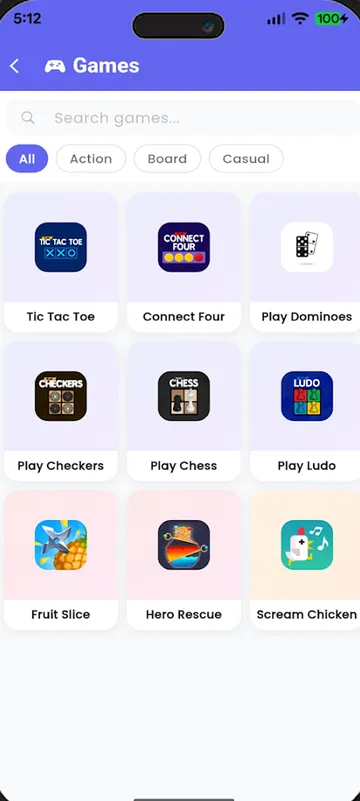 5:12
100
Games
Search games...
All
Action
Board
Casual
TIC TAC TOE
XXO
CONNECT
FOUR
Tic Tac Toe
Connect Four
Play Dominoes
CHECKERS
CHESS
LUDO
Play Checkers
Play Chess
Play Ludo
Fruit Slice
Hero Rescue
Scream Chicken